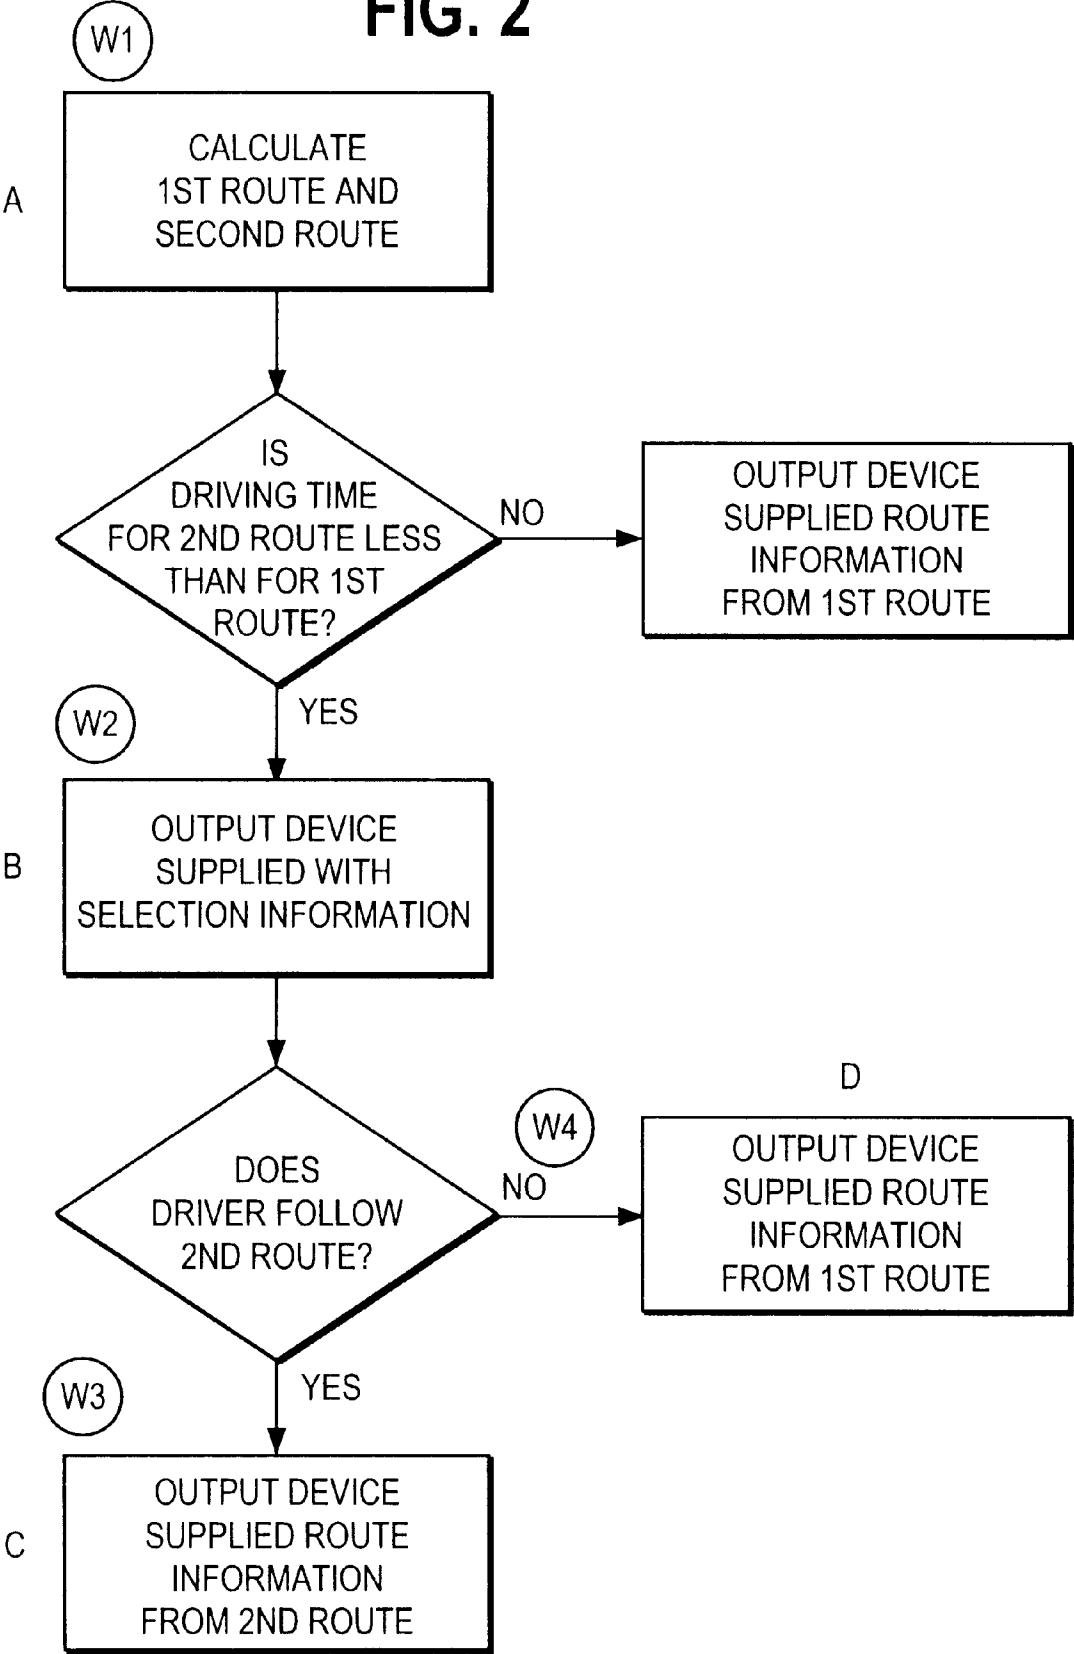 FIG. 2
W1
A
CALCULATE
1ST ROUTE AND
SECOND ROUTE
IS
DRIVING TIME
FOR 2ND ROUTE LESS
THAN FOR 1ST
ROUTE?
NO
OUTPUT DEVICE
SUPPLIED ROUTE
INFORMATION
FROM 1ST ROUTE
YES
W2
B
OUTPUT DEVICE
SUPPLIED WITH
SELECTION INFORMATION
DOES
DRIVER FOLLOW
2ND ROUTE?
W4
NO
D
OUTPUT DEVICE
SUPPLIED ROUTE
INFORMATION
FROM 1ST ROUTE
YES
W3
C
OUTPUT DEVICE
SUPPLIED ROUTE
INFORMATION
FROM 2ND ROUTE